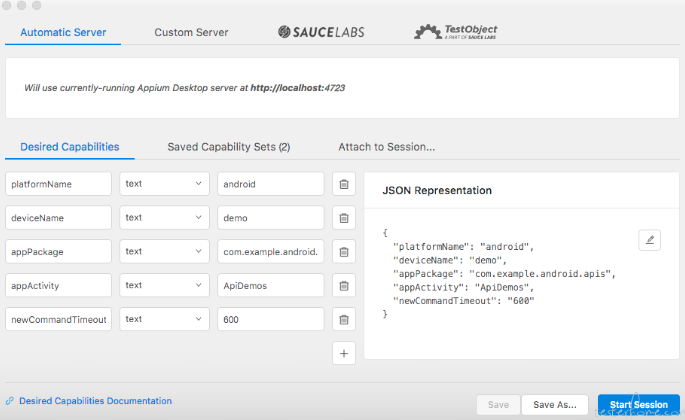 Automatic Server
Custom Server
SAUCELABS
TestObject
A PART OF SAUCE LABS
Will use currently-running Appium Desktop server at http://localhost:4723
Desired Capabilities
Saved Capability Sets (2)
Attach to Session...
platformName text android
deviceName text demo
appPackage text com.example.android.
appActivity text ApiDemos
newCommandTimeout text 600
JSON Representation
{
"platformName": "android",
"deviceName": "demo",
"appPackage": "com.example.android.apis",
"appActivity": "ApiDemos",
"newCommandTimeout": "600"
}
Desired Capabilities Documentation
Save
Save As...
Start Session